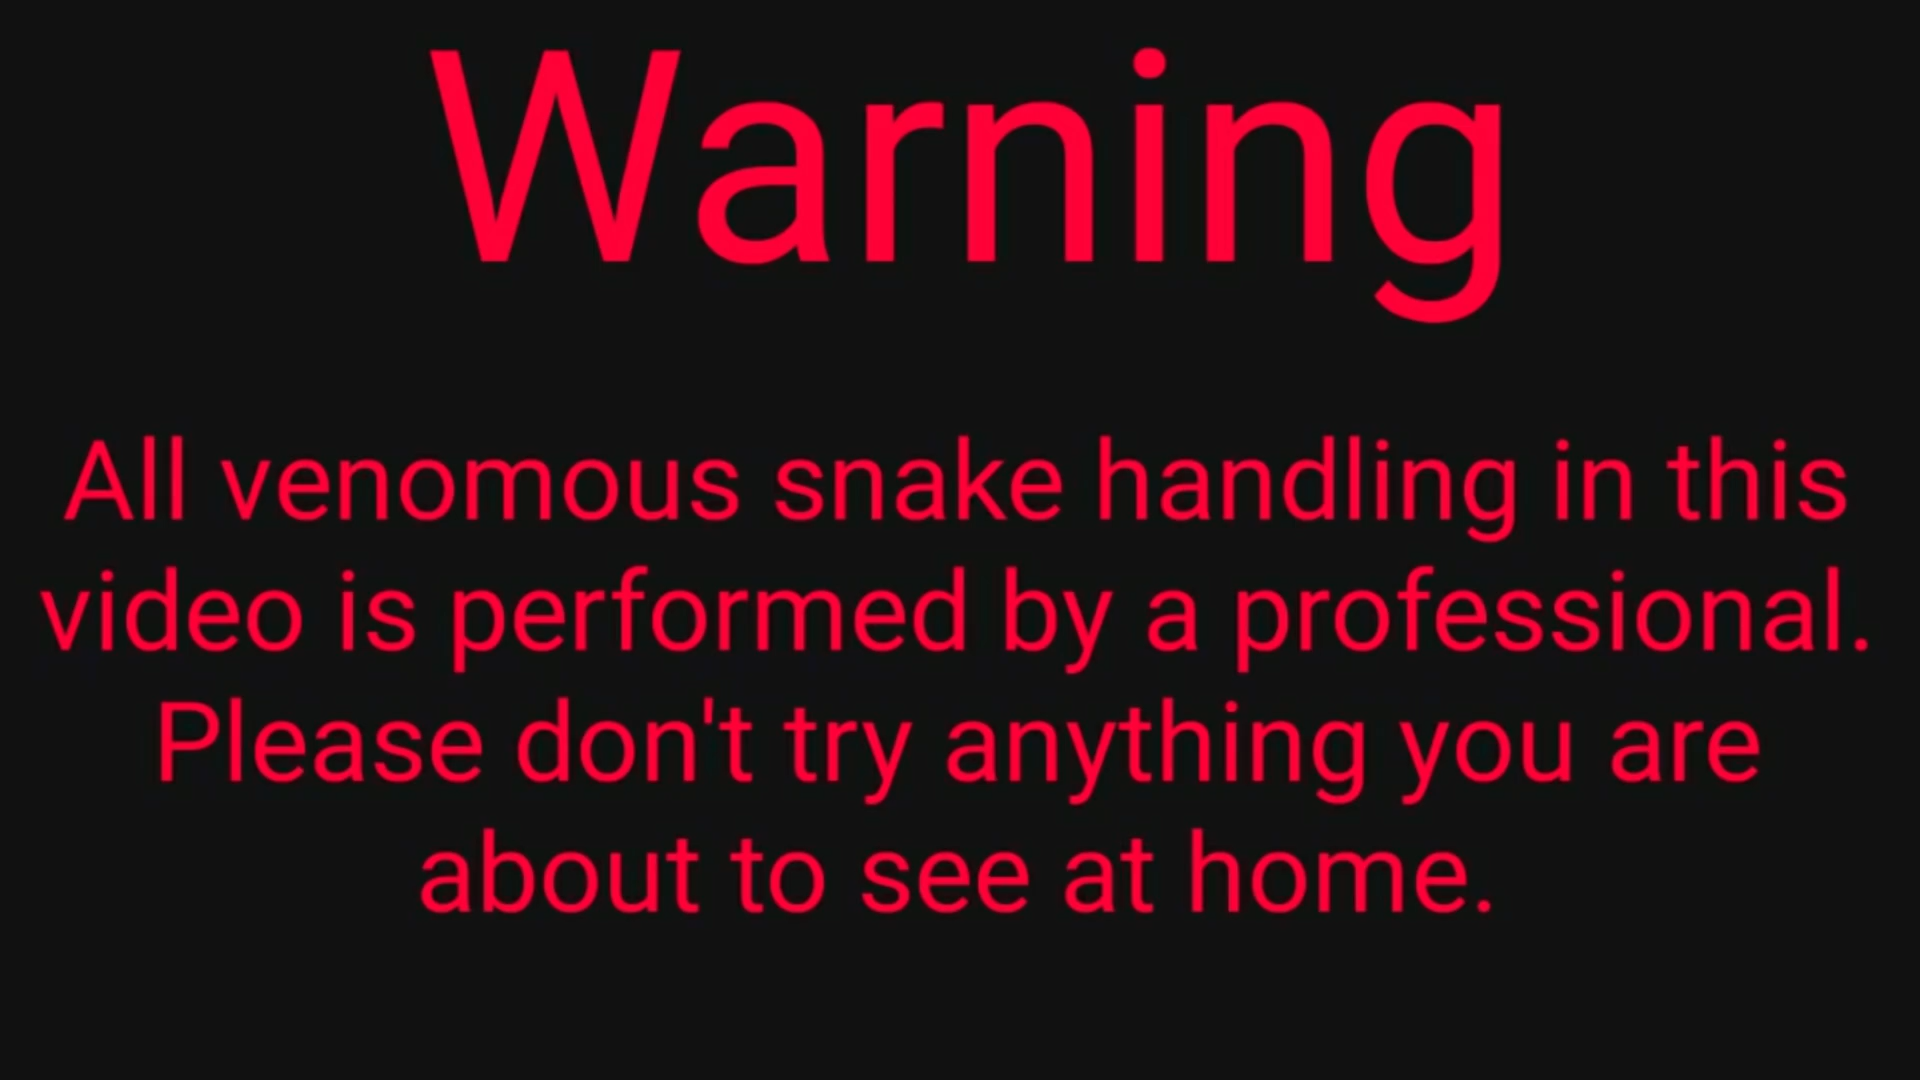 Warning
All venomous snake handling in this
video is performed by a professional.
Please don't try anything you are
about to see at home.